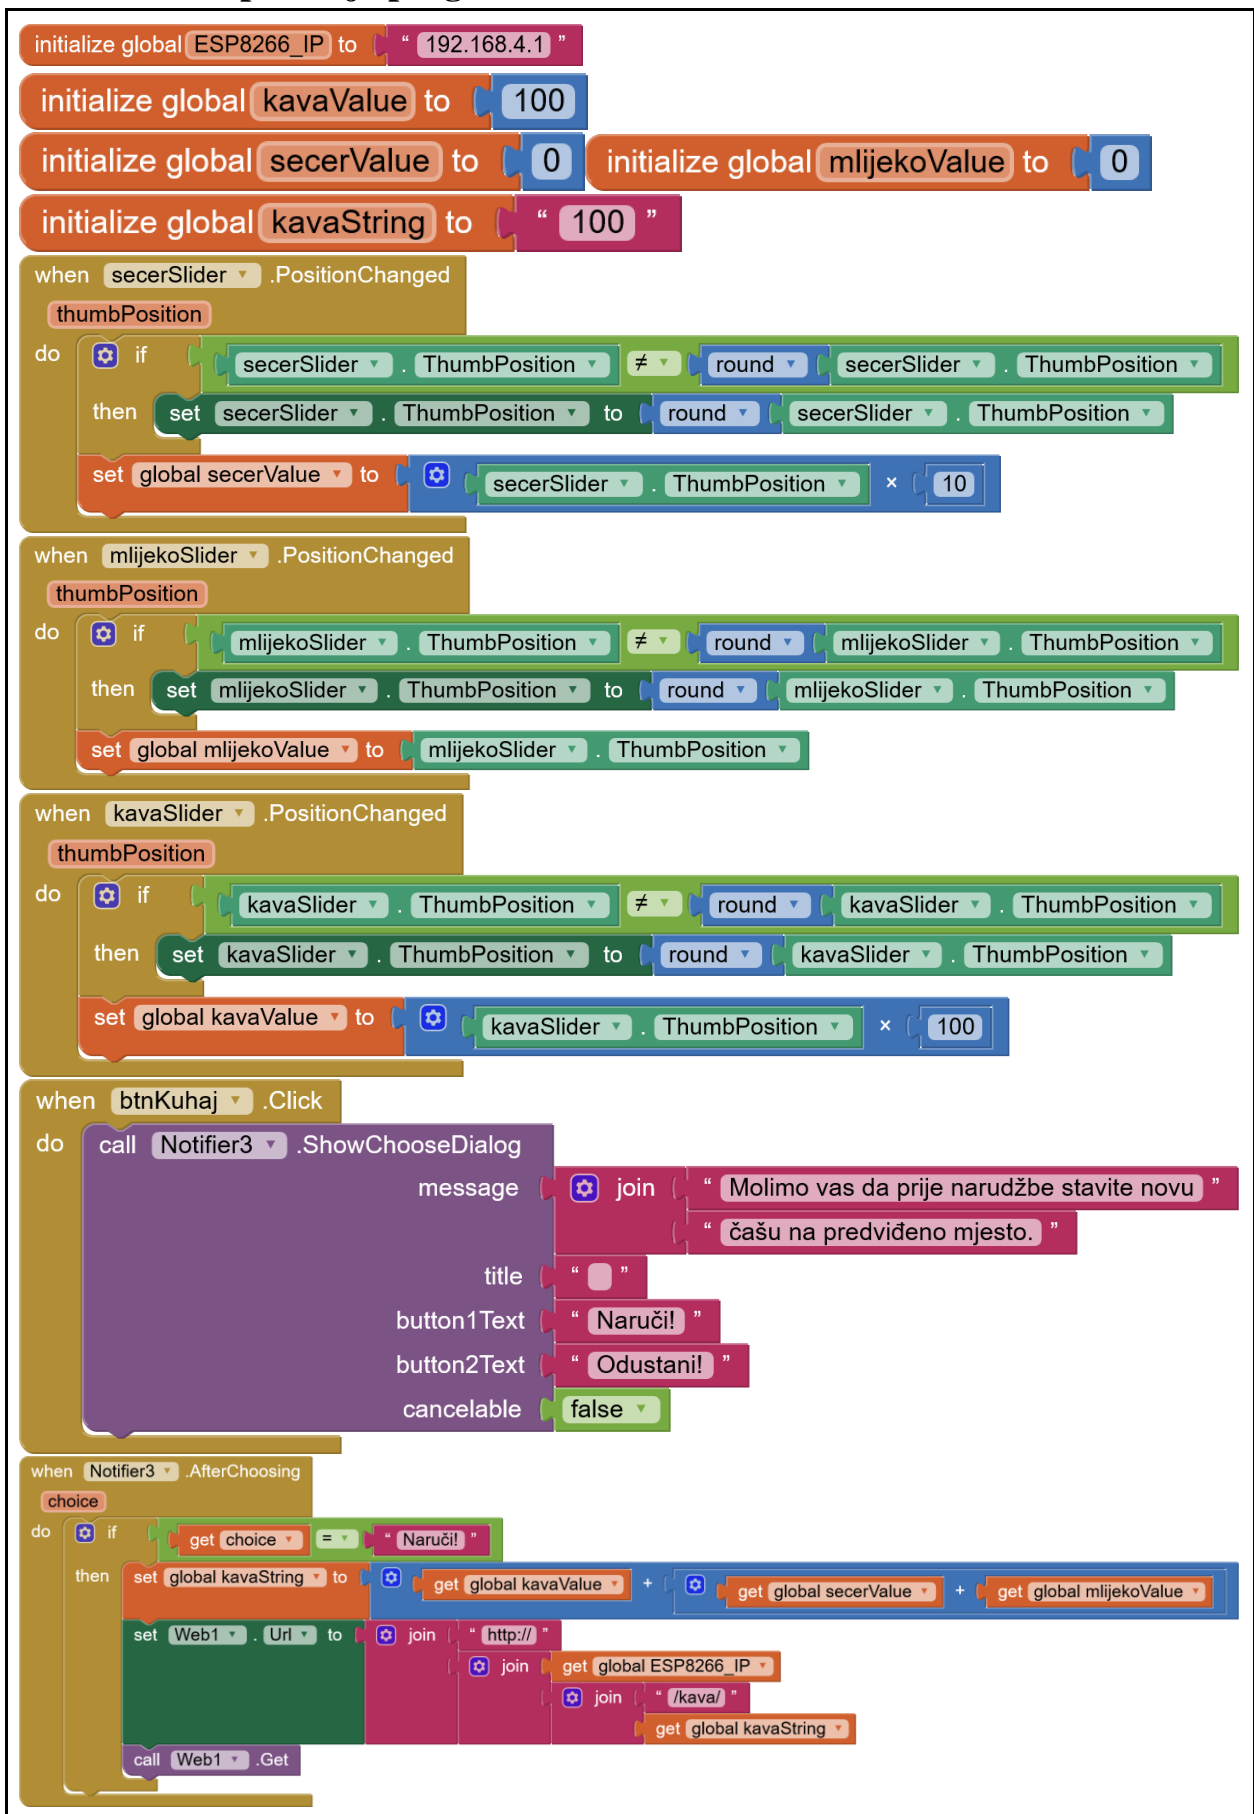 initialize global ESP8266_IP to " 192.168.4.1 "
initialize global kavaValue to 100
initialize global secerValue to 0 initialize global mlijekoValue to 0
initialize global kavaString to " 100 "
when secerSlider .PositionChanged
thumbPosition
do if secerSlider . ThumbPosition ≠ round secerSlider . ThumbPosition
then set secerSlider . ThumbPosition to round secerSlider . ThumbPosition
set global secerValue to secerSlider . ThumbPosition × 10
when mlijekoSlider .PositionChanged
thumbPosition
do if mlijekoSlider . ThumbPosition ≠ round mlijekoSlider . ThumbPosition
then set mlijekoSlider . ThumbPosition to round mlijekoSlider . ThumbPosition
set global mlijekoValue to mlijekoSlider . ThumbPosition
when kavaSlider .PositionChanged
thumbPosition
do if kavaSlider . ThumbPosition ≠ round kavaSlider . ThumbPosition
then set kavaSlider . ThumbPosition to round kavaSlider . ThumbPosition
set global kavaValue to kavaSlider . ThumbPosition × 100
when btnKuhaj .Click
do call Notifier3 .ShowChooseDialog
message join " Molimo vas da prije narudžbe stavite novu "
" čašu na predviđeno mjesto. "
title " "
button1Text " Naruči! "
button2Text " Odustani! "
cancelable false
when Notifier3 .AfterChoosing
choice
do if get choice = " Naruči! "
then set global kavaString to get global kavaValue + get global secerValue + get global mlijekoValue
set Web1 . Url to join " http:// "
join get global ESP8266_IP
join " /kava/ "
get global kavaString
call Web1 .Get